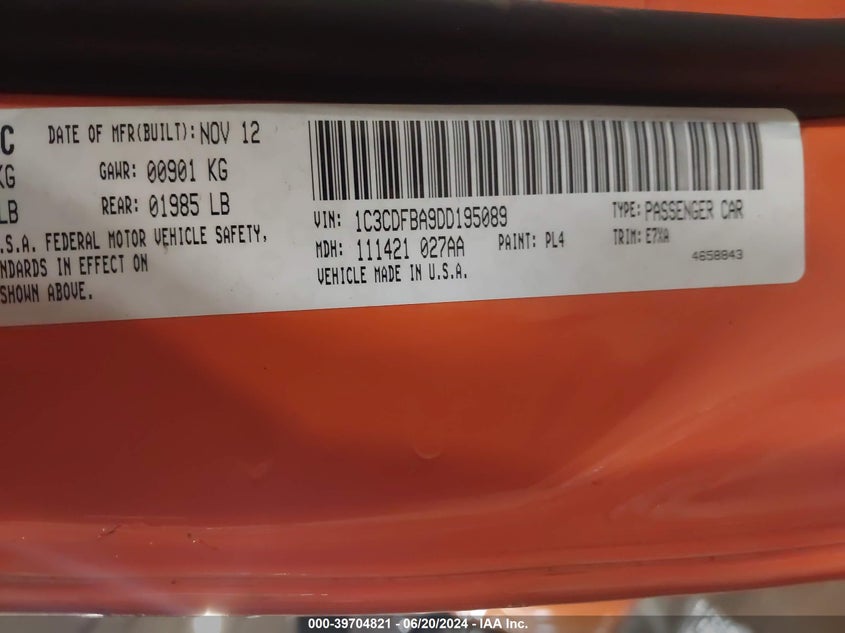 C
DATE OF MFR(BUILT): NOV 12
KG
GAWR: 00901 KG
LB
REAR: 01985 LB
.S.A. FEDERAL MOTOR VEHICLE SAFETY,
NDARDS IN EFFECT ON
SHOWN ABOVE.
VIN: 1C3CDFBA9DD195089
TYPE: PASSENGER CAR
MDH: 111421 027AA
PAINT: PL4
TRIM: E7XA
VEHICLE MADE IN U.S.A.
4658843
000-39704821 - 06/20/2024 - IAA Inc.